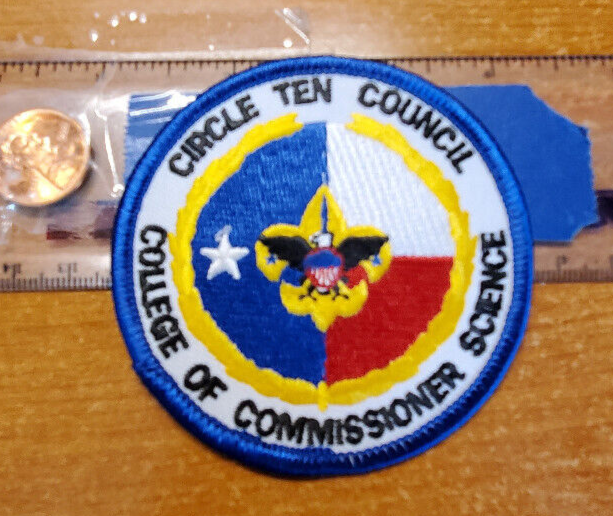 CIRCLE TEN COUNCIL
COLLEGE OF COMMISSIONER SCIENCE